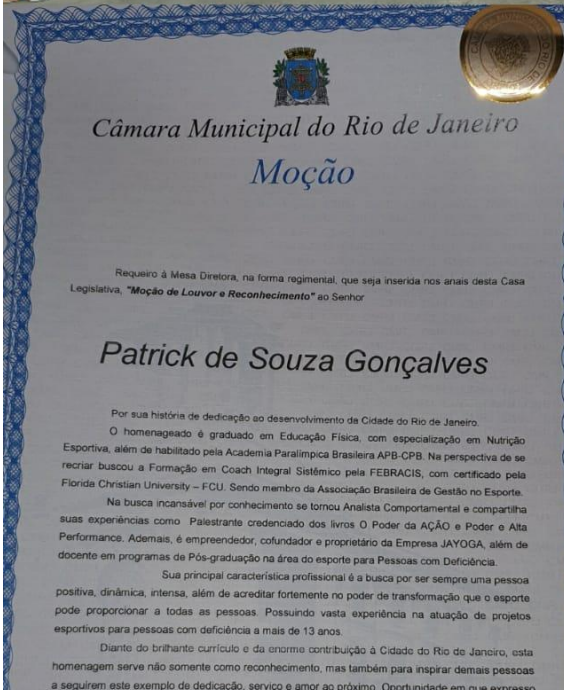 Câmara Municipal do Rio de Janeiro
Moção
Requeiro à Mesa Diretora, na forma regimental, que seja inserida nos anais desta Casa
Legislativa, "Moção de Louvor e Reconhecimento" ao Senhor
Patrick de Souza Gonçalves
Por sua história de dedicação ao desenvolvimento da Cidade do Rio de Janeiro.
O homenageado é graduado em Educação Física, com especialização em Nutrição
Esportiva, além de habilitado pela Academia Paralímpica Brasileira APB-CPB. Na perspectiva de se
recriar buscou a Formação em Coach Integral Sistêmico pela FEBRACIS, com certificado pela
Florida Christian University – FCU. Sendo membro da Associação Brasileira de Gestão no Esporte.
Na busca incansável por conhecimento se tornou Analista Comportamental e compartilha
suas experiências como Palestrante credenciado dos livros O Poder da AÇÃO e Poder e Alta
Performance. Ademais, é empreendedor, cofundador e proprietário da Empresa JAYOGA, além de
docente em programas de Pós-graduação na área do esporte para Pessoas com Deficiência.
Sua principal característica profissional é a busca por ser sempre uma pessoa
positiva, dinâmica, intensa, além de acreditar fortemente no poder de transformação que o esporte
pode proporcionar a todas as pessoas. Possuindo vasta experiência na atuação de projetos
esportivos para pessoas com deficiência a mais de 13 anos.
Diante do brilhante currículo e da enorme contribuição à Cidade do Rio de Janeiro, esta
homenagem serve não somente como reconhecimento, mas também para inspirar demais pessoas
a seguirem este exemplo de dedicação, serviço e amor ao próximo. Oportunidade em que expresso